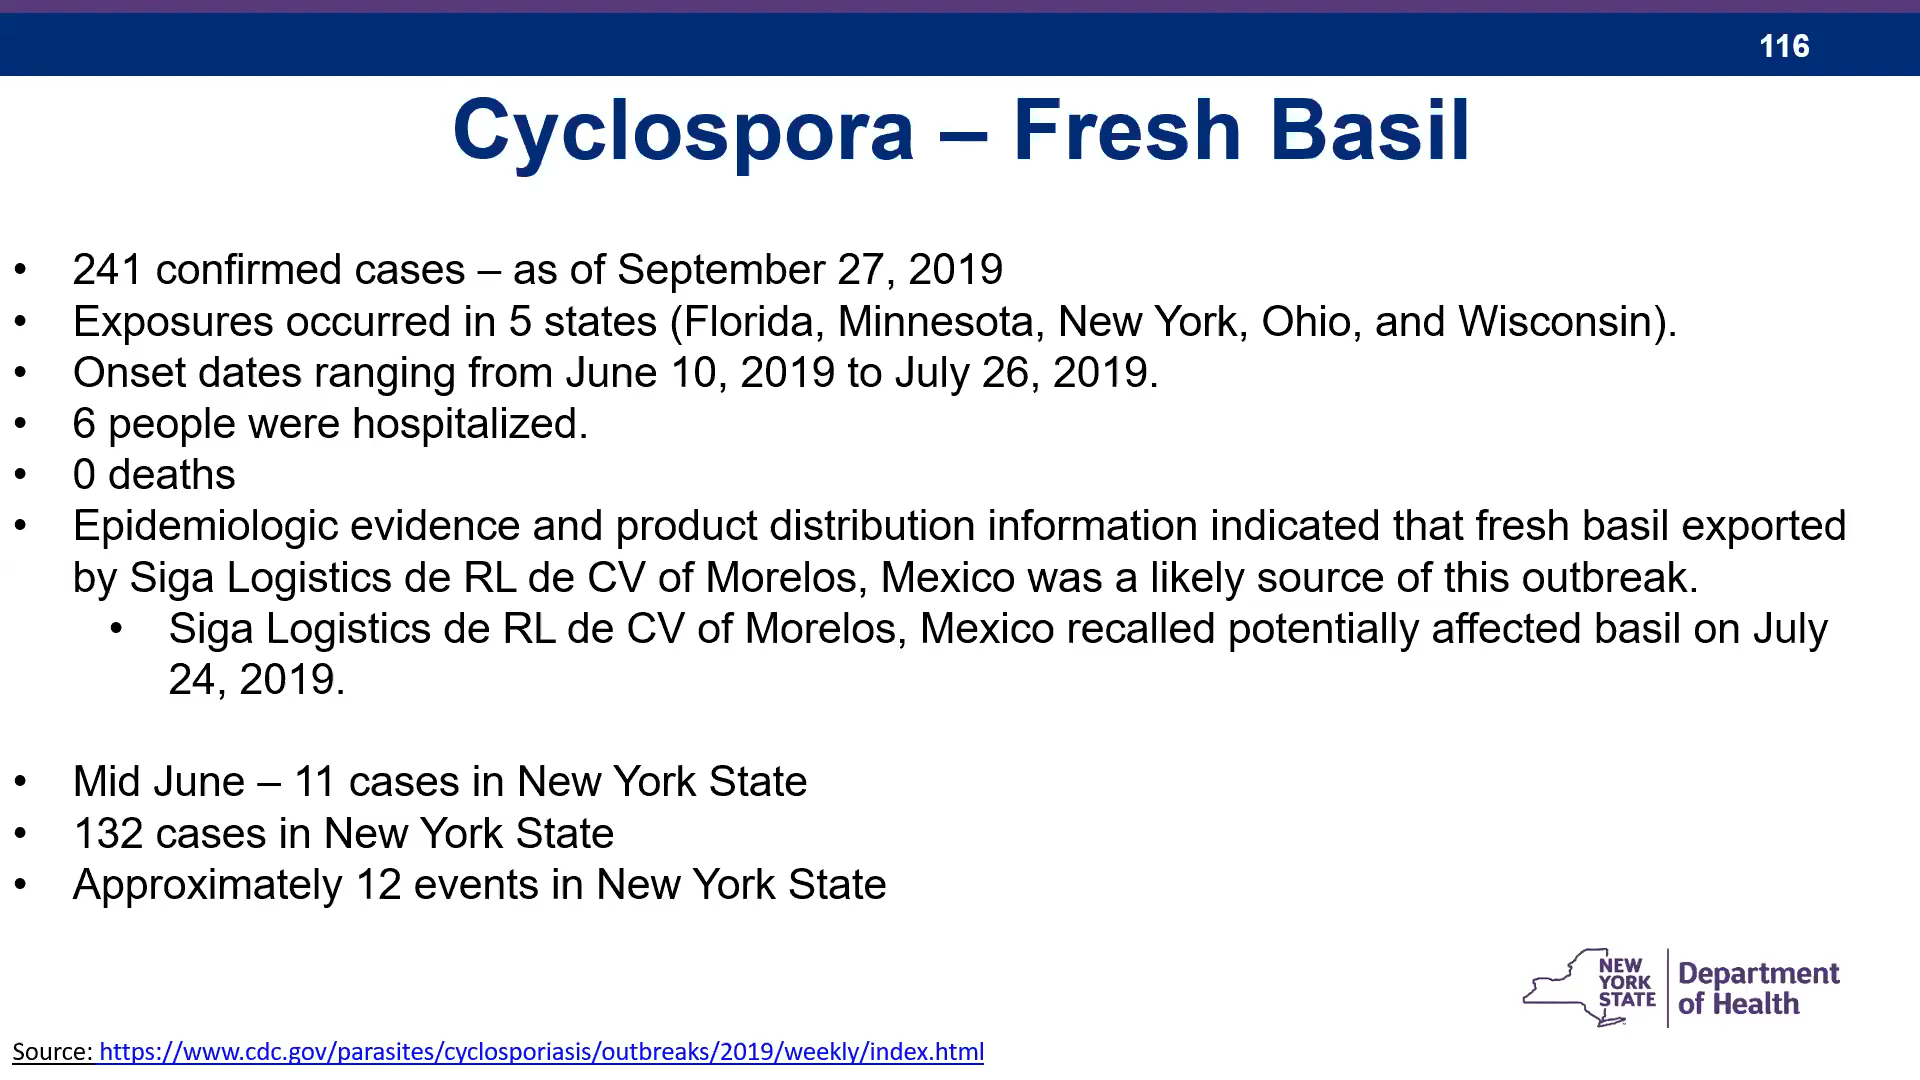 116
Cyclospora – Fresh Basil
• 241 confirmed cases – as of September 27, 2019
• Exposures occurred in 5 states (Florida, Minnesota, New York, Ohio, and Wisconsin).
• Onset dates ranging from June 10, 2019 to July 26, 2019.
• 6 people were hospitalized.
• 0 deaths
• Epidemiologic evidence and product distribution information indicated that fresh basil exported
by Siga Logistics de RL de CV of Morelos, Mexico was a likely source of this outbreak.
• Siga Logistics de RL de CV of Morelos, Mexico recalled potentially affected basil on July
24, 2019.
• Mid June – 11 cases in New York State
• 132 cases in New York State
• Approximately 12 events in New York State
NEW
YORK
STATE
Department
of Health
Source: https://www.cdc.gov/parasites/cyclosporiasis/outbreaks/2019/weekly/index.html